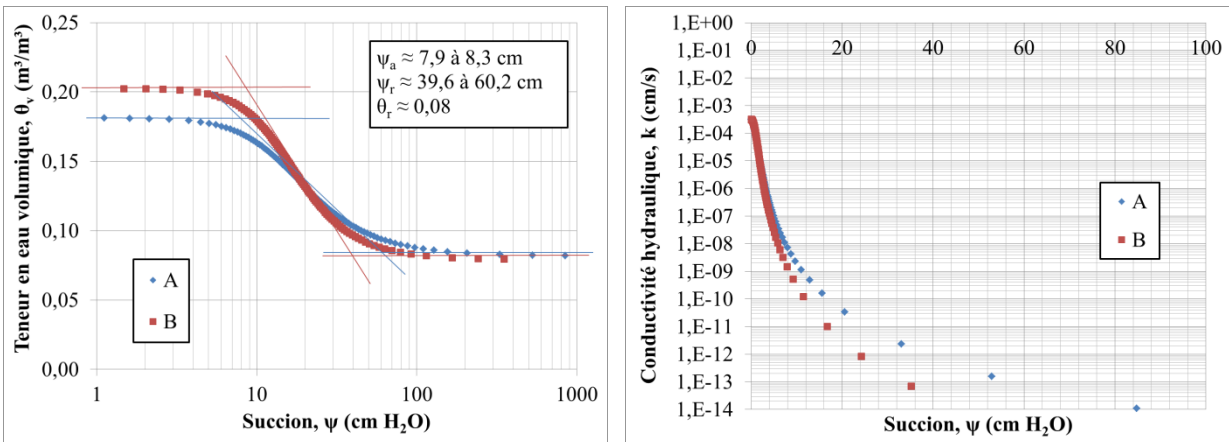 0,25
0,20
0,15
0,10
0,05
0,00
Teneur en eau volumique, θv (m³/m³)
ψa ≈ 7,9 à 8,3 cm
ψr ≈ 39,6 à 60,2 cm
θr ≈ 0,08
A
B
1 10 100 1000
Succion, ψ (cm H₂O)
Conductivité hydraulique, k (cm/s)
1,E+00
1,E-01
1,E-02
1,E-03
1,E-04
1,E-05
1,E-06
1,E-07
1,E-08
1,E-09
1,E-10
1,E-11
1,E-12
1,E-13
1,E-14
0 20 40 60 80 100
A
B
Succion, ψ (cm H₂O)